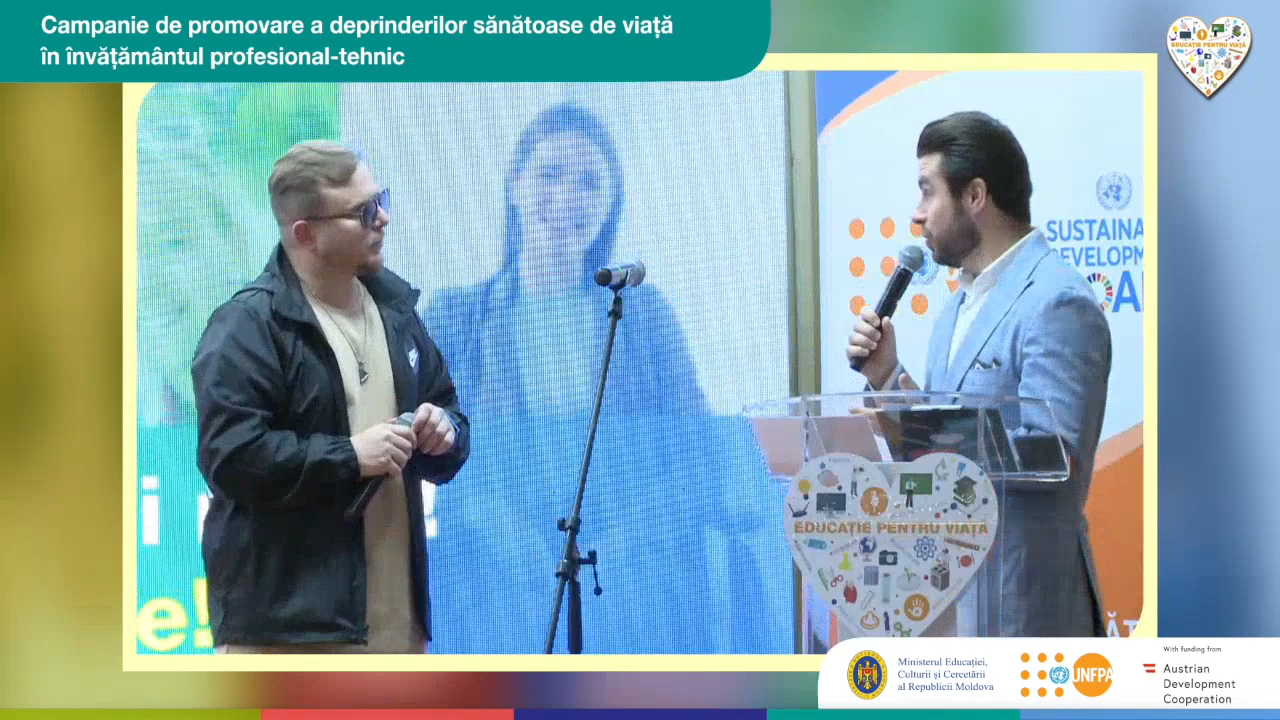 Campanie de promovare a deprinderilor sănătoase de viață
în învățământul profesional-tehnic
EDUCAȚIE PENTRU VIAȚĂ
SUSTAINA
DEVELOPM
EDUCAȚIE PENTRU VIAȚĂ
e!
Ministerul Educației,
Culturii și Cercetării
al Republicii Moldova
UNFPA
With funding from
Austrian
Development
Cooperation